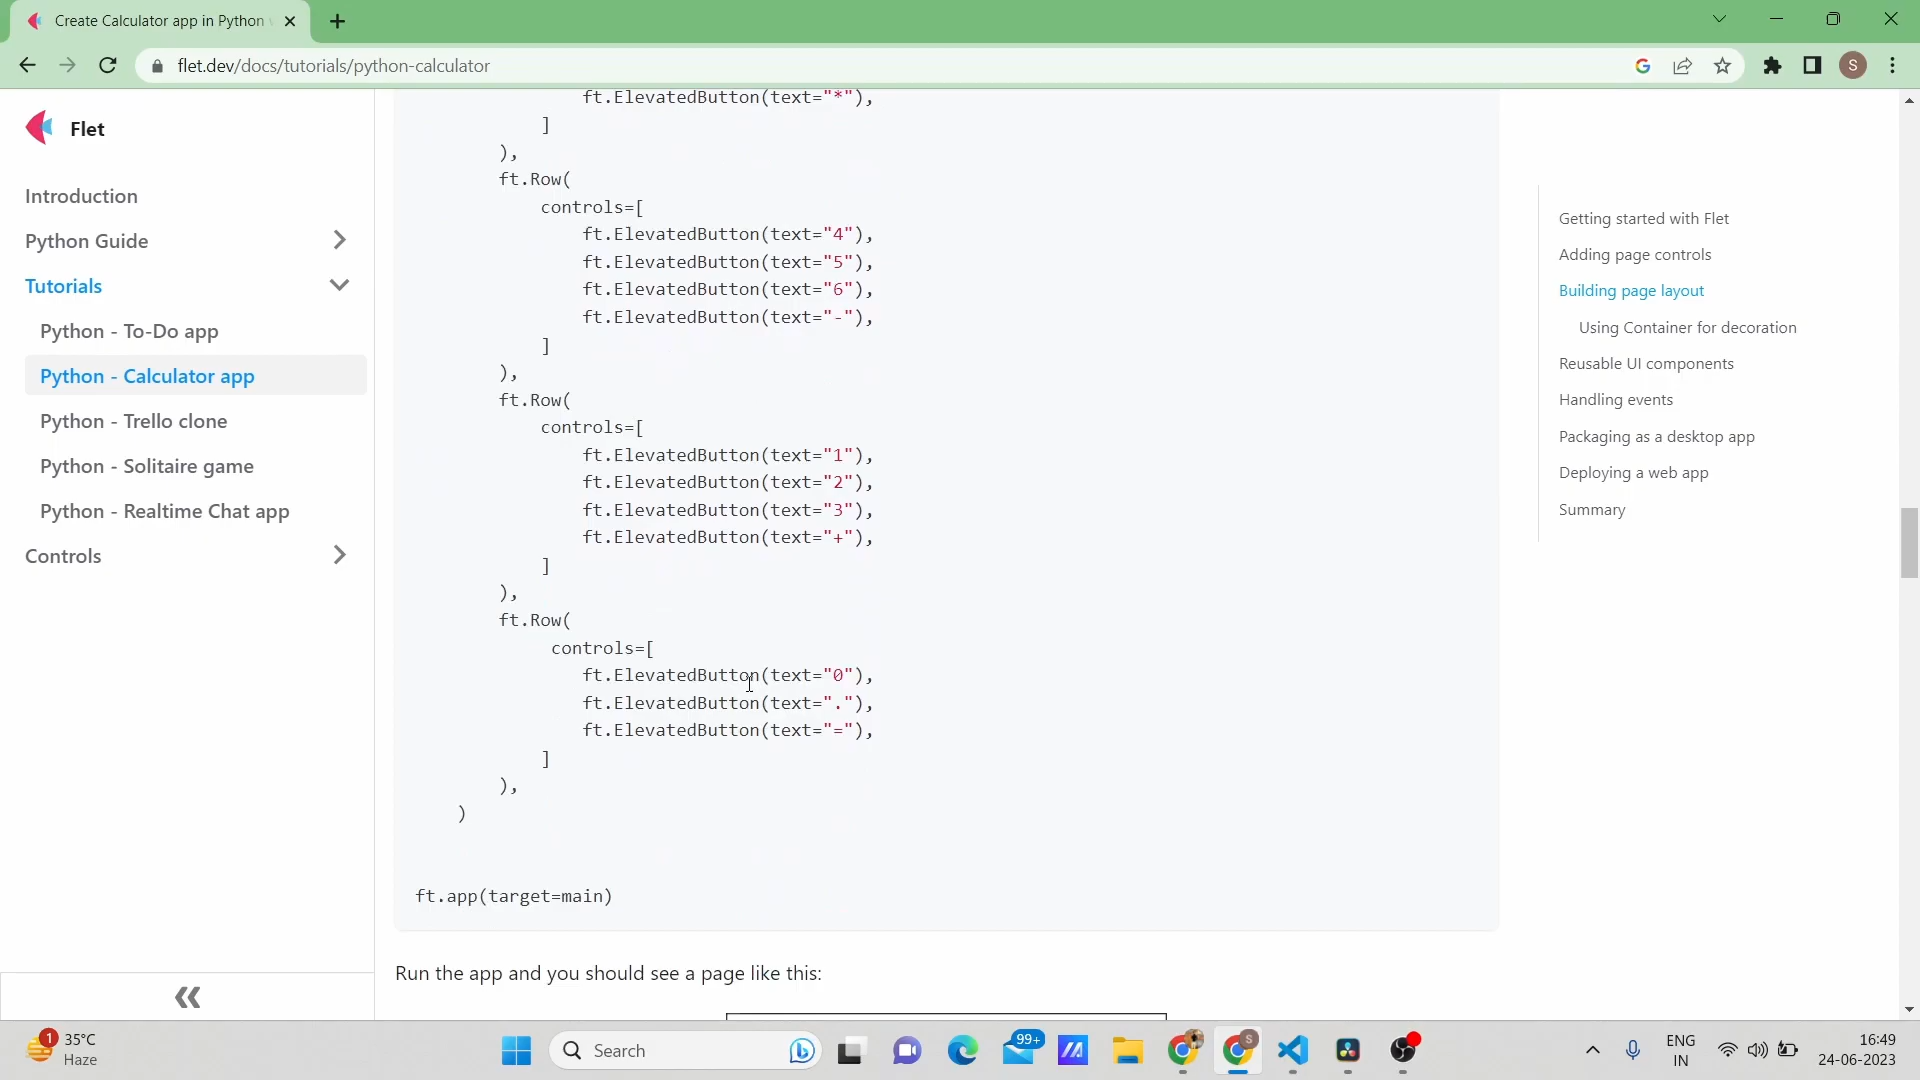 Create Calculator app in Python
flet.dev/docs/tutorials/python-calculator
S
Flet
Introduction
Python Guide
Tutorials
Python - To-Do app
Python - Calculator app
Python - Trello clone
Python - Solitaire game
Python - Realtime Chat app
Controls
ft.ElevatedButton(text="*"),
]
),
ft.Row(
controls=[
ft.ElevatedButton(text="4"),
ft.ElevatedButton(text="5"),
ft.ElevatedButton(text="6"),
ft.ElevatedButton(text="-"),
]
),
ft.Row(
controls=[
ft.ElevatedButton(text="1"),
ft.ElevatedButton(text="2"),
ft.ElevatedButton(text="3"),
ft.ElevatedButton(text="+"),
]
),
ft.Row(
controls=[
ft.ElevatedButton(text="0"),
ft.ElevatedButton(text="."),
ft.ElevatedButton(text="="),
]
),
)
ft.app(target=main)
Run the app and you should see a page like this:
Getting started with Flet
Adding page controls
Building page layout
Using Container for decoration
Reusable UI components
Handling events
Packaging as a desktop app
Deploying a web app
Summary
1
35°C
Haze
Search
99+
S
ENG
IN
16:49
24-06-2023